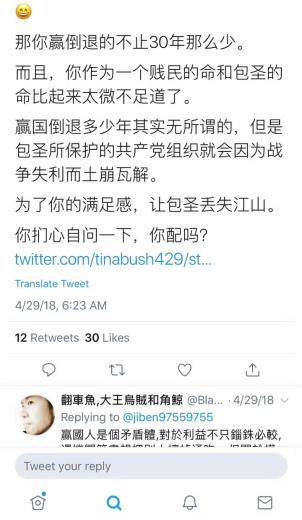 那你赢倒退的不止30年那么少。
而且，你作为一个贱民的命和包圣的
命比起来太微不足道了。
赢国倒退多少年其实无所谓的，但是
包圣所保护的共产党组织就会因为战
争失利而土崩瓦解。
为了你的满足感，让包圣丢失江山。
你扪心自问一下，你配吗？
twitter.com/tinabush429/st...
Translate Tweet
4/29/18, 6:23 AM
12 Retweets 30 Likes
翻車魚,大王烏賊和角鯨 @Bla... · 4/29/18
Replying to @jiben97559755
贏國人是個矛盾體,對於利益不只錙銖必較,
Tweet your reply